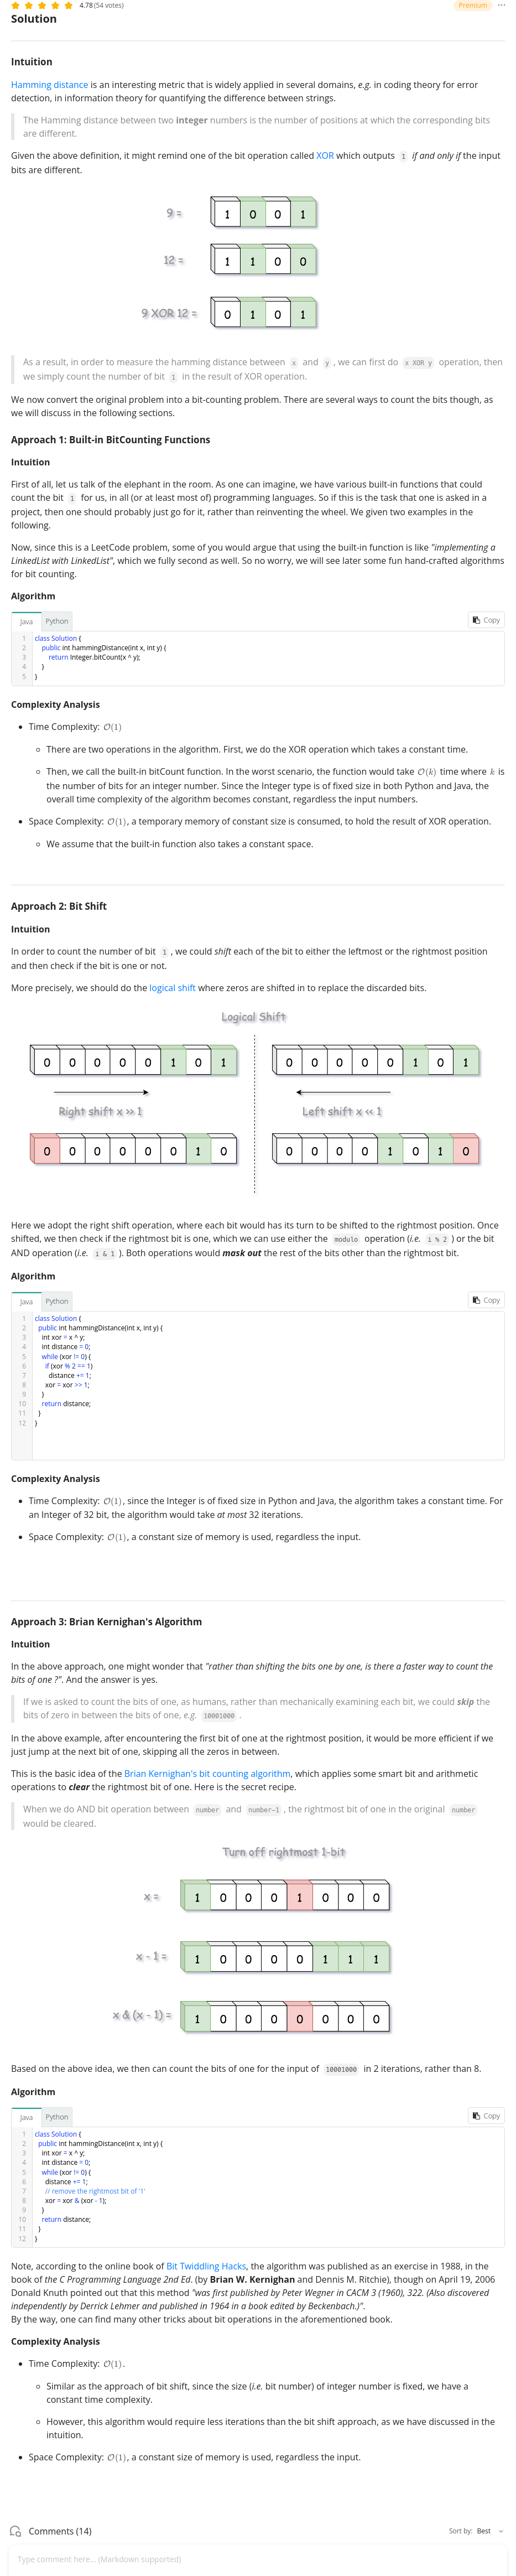 4.78 (54 votes)
Premium
Solution
Intuition
Hamming distance is an interesting metric that is widely applied in several domains, e.g. in coding theory for error
detection, in information theory for quantifying the difference between strings.
The Hamming distance between two integer numbers is the number of positions at which the corresponding bits
are different.
Given the above definition, it might remind one of the bit operation called XOR which outputs 1 if and only if the input
bits are different.
9 = 1 0 0 1
12 = 1 1 0 0
9 XOR 12 = 0 1 0 1
As a result, in order to measure the hamming distance between x and y , we can first do x XOR y operation, then
we simply count the number of bit 1 in the result of XOR operation.
We now convert the original problem into a bit-counting problem. There are several ways to count the bits though, as
we will discuss in the following sections.
Approach 1: Built-in BitCounting Functions
Intuition
First of all, let us talk of the elephant in the room. As one can imagine, we have various built-in functions that could
count the bit 1 for us, in all (or at least most of) programming languages. So if this is the task that one is asked in a
project, then one should probably just go for it, rather than reinventing the wheel. We given two examples in the
following.
Now, since this is a LeetCode problem, some of you would argue that using the built-in function is like "implementing a
LinkedList with LinkedList", which we fully second as well. So no worry, we will see later some fun hand-crafted algorithms
for bit counting.
Algorithm
Java Python Copy
1 class Solution {
2 public int hammingDistance(int x, int y) {
3 return Integer.bitCount(x ^ y);
4 }
5 }
Complexity Analysis
• Time Complexity: O(1)
◦ There are two operations in the algorithm. First, we do the XOR operation which takes a constant time.
◦ Then, we call the built-in bitCount function. In the worst scenario, the function would take O(k) time where k is
the number of bits for an integer number. Since the Integer type is of fixed size in both Python and Java, the
overall time complexity of the algorithm becomes constant, regardless the input numbers.
• Space Complexity: O(1), a temporary memory of constant size is consumed, to hold the result of XOR operation.
◦ We assume that the built-in function also takes a constant space.
Approach 2: Bit Shift
Intuition
In order to count the number of bit 1 , we could shift each of the bit to either the leftmost or the rightmost position
and then check if the bit is one or not.
More precisely, we should do the logical shift where zeros are shifted in to replace the discarded bits.
Logical Shift
0 0 0 0 0 1 0 1 0 0 0 0 0 1 0 1
Right shift x >> 1 Left shift x << 1
0 0 0 0 0 0 1 0 0 0 0 0 1 0 1 0
Here we adopt the right shift operation, where each bit would has its turn to be shifted to the rightmost position. Once
shifted, we then check if the rightmost bit is one, which we can use either the modulo operation (i.e. i % 2 ) or the bit
AND operation (i.e. i & 1 ). Both operations would mask out the rest of the bits other than the rightmost bit.
Algorithm
Java Python Copy
1 class Solution {
2 public int hammingDistance(int x, int y) {
3 int xor = x ^ y;
4 int distance = 0;
5 while (xor != 0) {
6 if (xor % 2 == 1)
7 distance += 1;
8 xor = xor >> 1;
9 }
10 return distance;
11 }
12 }
Complexity Analysis
• Time Complexity: O(1), since the Integer is of fixed size in Python and Java, the algorithm takes a constant time. For
an Integer of 32 bit, the algorithm would take at most 32 iterations.
• Space Complexity: O(1), a constant size of memory is used, regardless the input.
Approach 3: Brian Kernighan's Algorithm
Intuition
In the above approach, one might wonder that "rather than shifting the bits one by one, is there a faster way to count the
bits of one ?". And the answer is yes.
If we is asked to count the bits of one, as humans, rather than mechanically examining each bit, we could skip the
bits of zero in between the bits of one, e.g. 10001000 .
In the above example, after encountering the first bit of one at the rightmost position, it would be more efficient if we
just jump at the next bit of one, skipping all the zeros in between.
This is the basic idea of the Brian Kernighan's bit counting algorithm, which applies some smart bit and arithmetic
operations to clear the rightmost bit of one. Here is the secret recipe.
When we do AND bit operation between number and number-1 , the rightmost bit of one in the original number
would be cleared.
Turn off rightmost 1-bit
x = 1 0 0 0 1 0 0 0
x - 1 = 1 0 0 0 0 1 1 1
x & (x - 1) = 1 0 0 0 0 0 0 0
Based on the above idea, we then can count the bits of one for the input of 10001000 in 2 iterations, rather than 8.
Algorithm
Java Python Copy
1 class Solution {
2 public int hammingDistance(int x, int y) {
3 int xor = x ^ y;
4 int distance = 0;
5 while (xor != 0) {
6 distance += 1;
7 // remove the rightmost bit of '1'
8 xor = xor & (xor - 1);
9 }
10 return distance;
11 }
12 }
Note, according to the online book of Bit Twiddling Hacks, the algorithm was published as an exercise in 1988, in the
book of the C Programming Language 2nd Ed. (by Brian W. Kernighan and Dennis M. Ritchie), though on April 19, 2006
Donald Knuth pointed out that this method "was first published by Peter Wegner in CACM 3 (1960), 322. (Also discovered
independently by Derrick Lehmer and published in 1964 in a book edited by Beckenbach.)".
By the way, one can find many other tricks about bit operations in the aforementioned book.
Complexity Analysis
• Time Complexity: O(1).
◦ Similar as the approach of bit shift, since the size (i.e. bit number) of integer number is fixed, we have a
constant time complexity.
◦ However, this algorithm would require less iterations than the bit shift approach, as we have discussed in the
intuition.
• Space Complexity: O(1), a constant size of memory is used, regardless the input.
Comments (14) Sort by: Best
Type comment here... (Markdown supported)